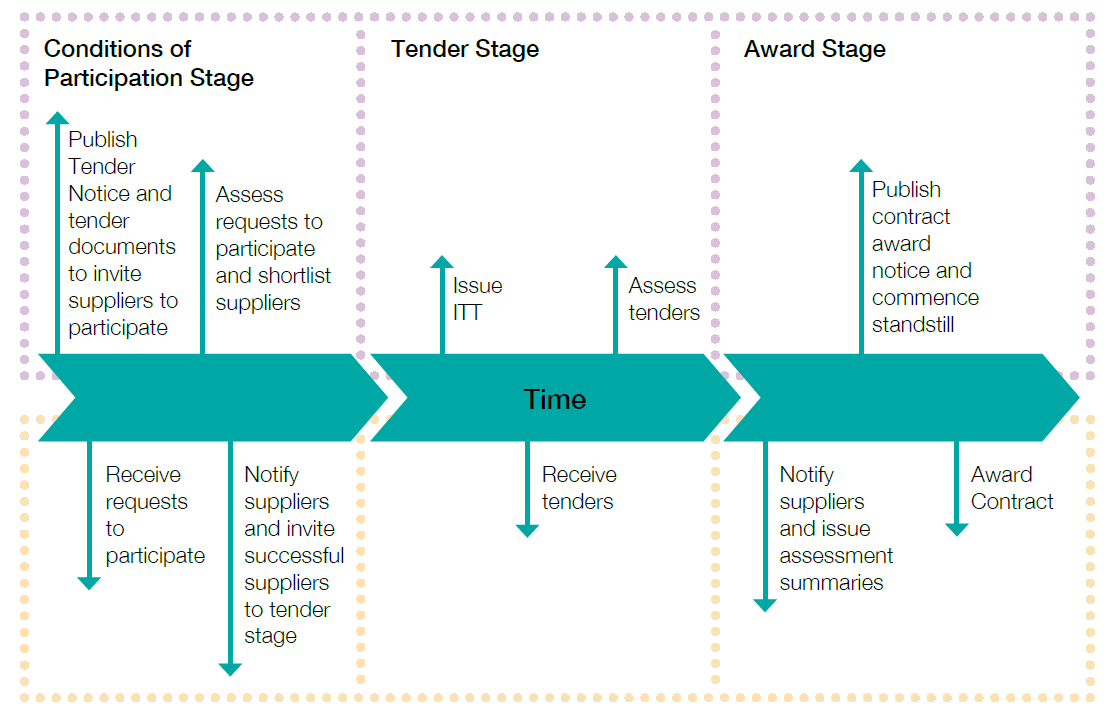 Conditions of
Participation Stage
Publish
Tender
Notice and
tender
documents
to invite
suppliers to
participate
Assess
requests to
participate
and shortlist
suppliers
Receive
requests
to
participate
Notify
suppliers
and invite
successful
suppliers
to tender
stage
Tender Stage
Issue
ITT
Assess
tenders
Time
Receive
tenders
Award Stage
Publish
contract
award
notice and
commence
standstill
Notify
suppliers
and issue
assessment
summaries
Award
Contract